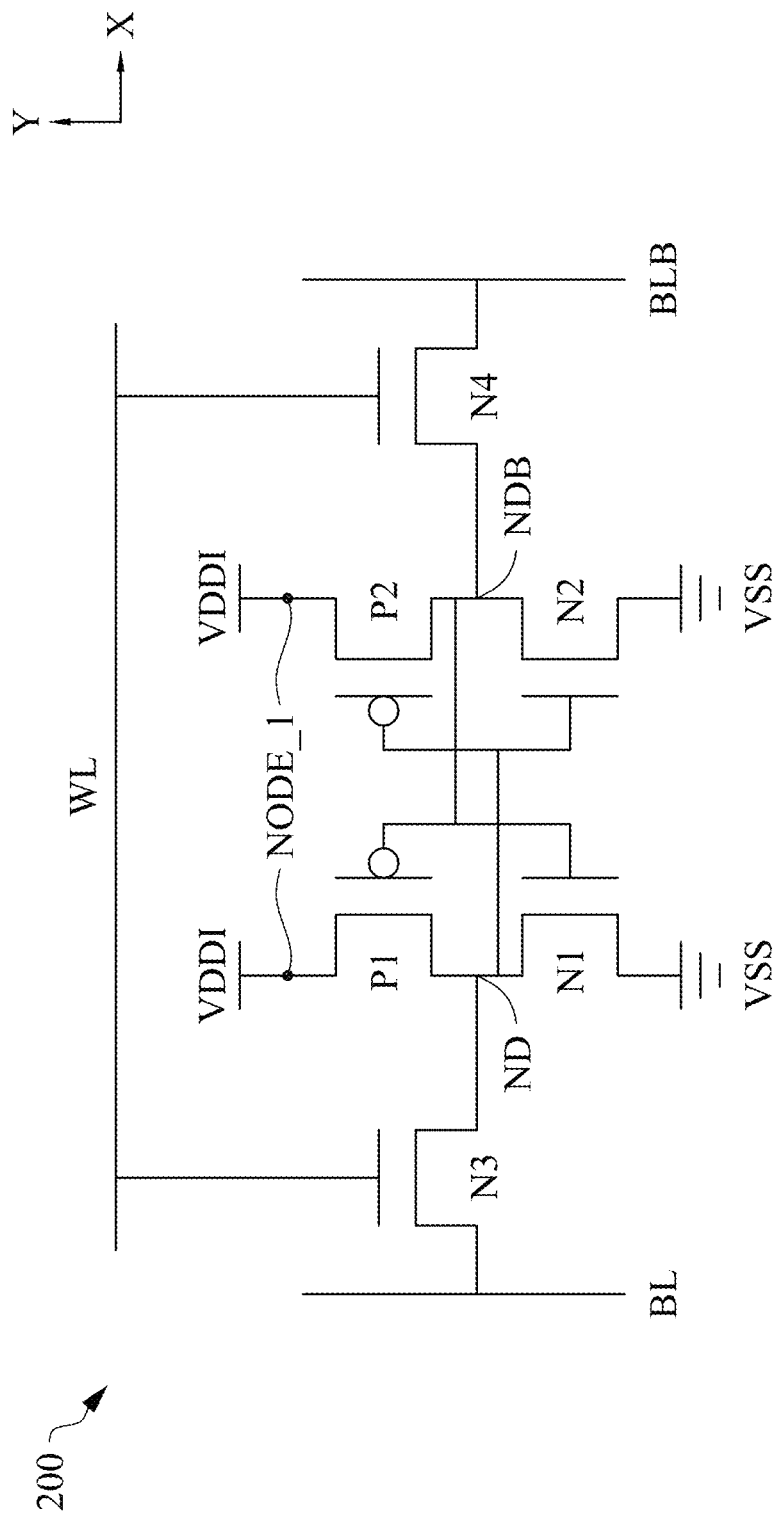 200
Y
X
WL
VDDI
NODE_1
VDDI
P1
P2
N3
N4
ND
NDB
N1
N2
BL
VSS
VSS
BLB